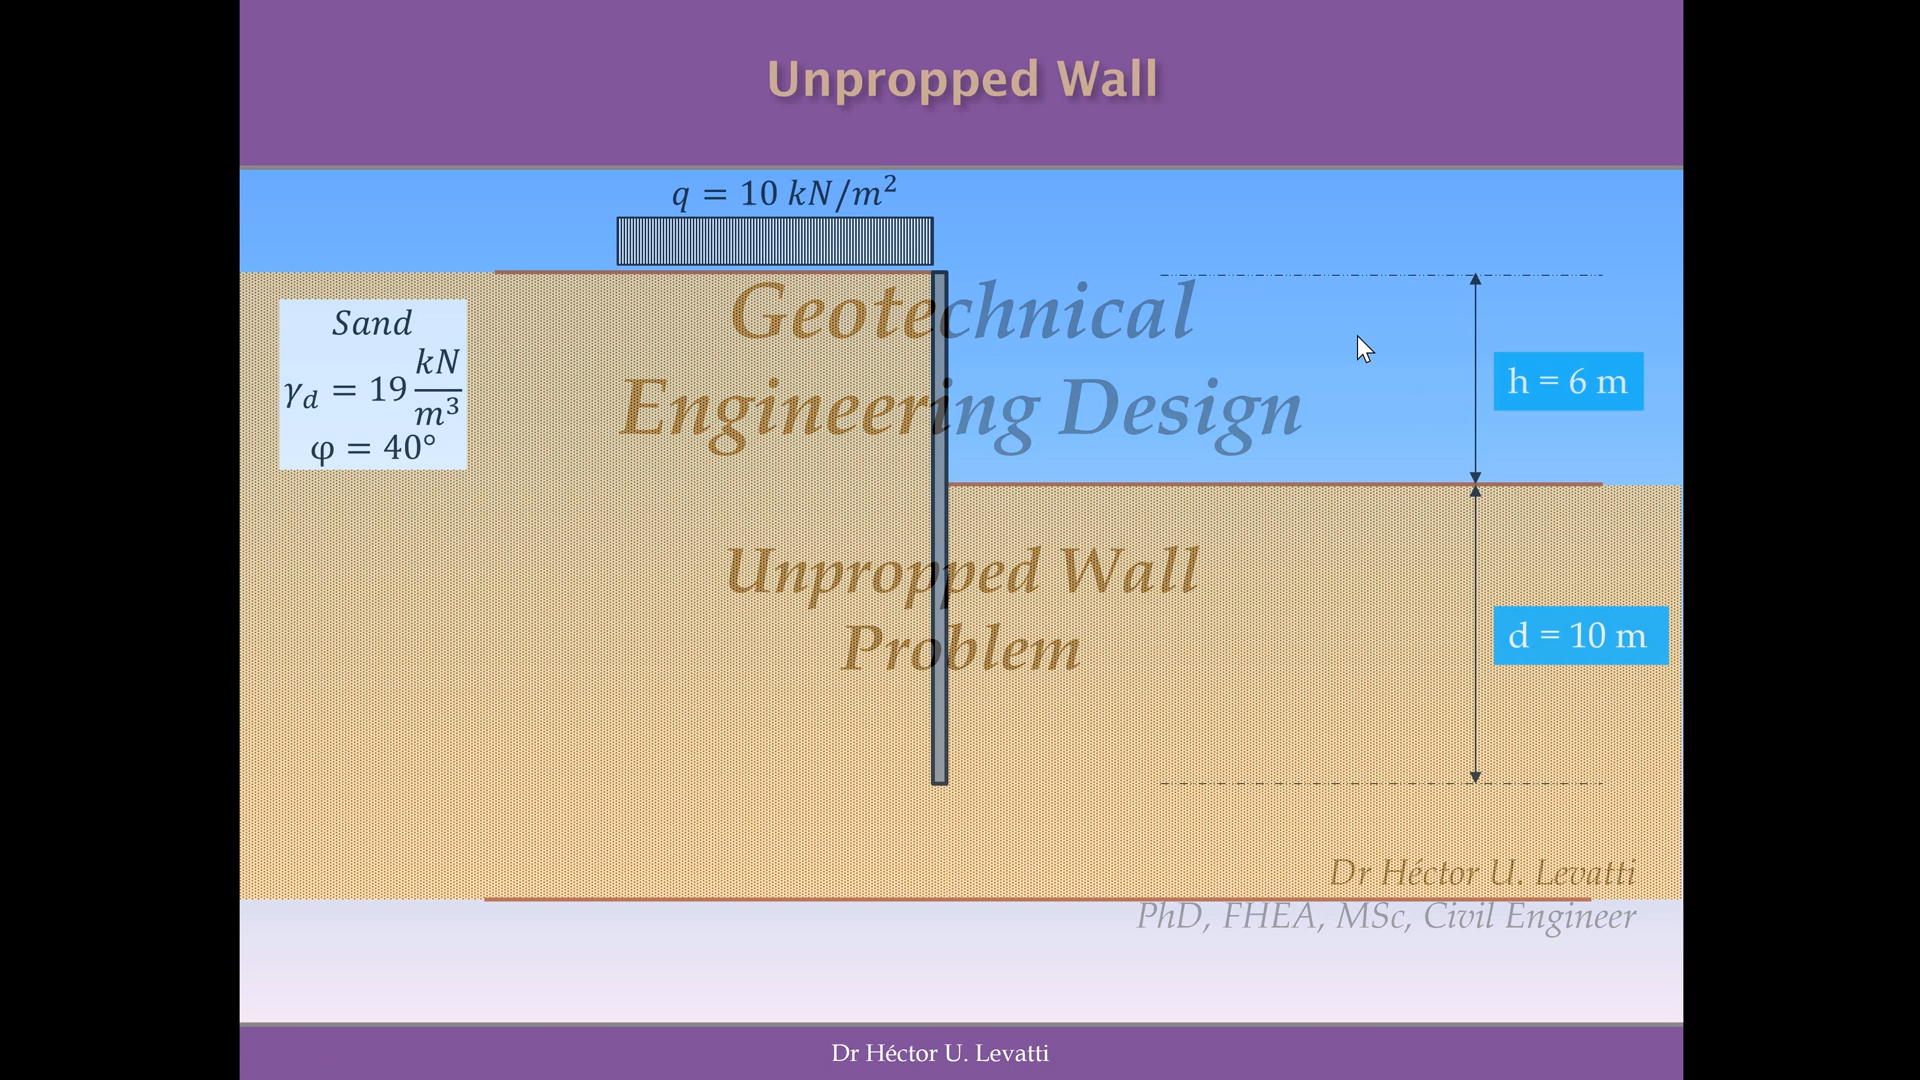 Unpropped Wall
q = 10 kN/m²
Sand
γ_d = 19 kN/m³
φ = 40°
Geotechnical
Engineering Design
h = 6 m
Unpropped Wall
Problem
d = 10 m
Dr Héctor U. Levatti
PhD, FHEA, MSc, Civil Engineer
Dr Héctor U. Levatti